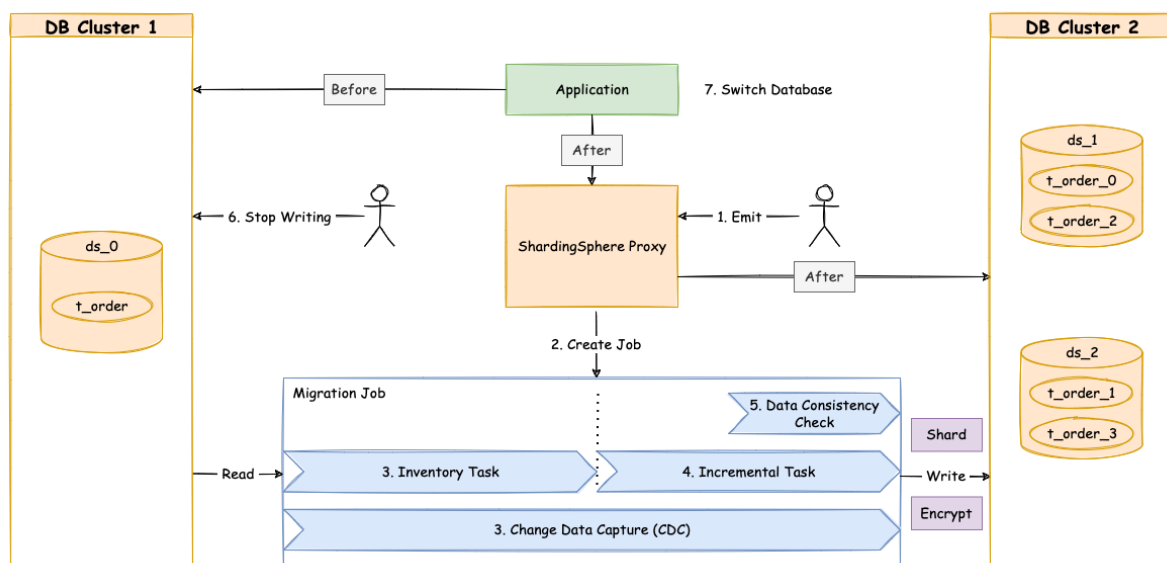 DB Cluster 1
DB Cluster 2
Before
Application
7. Switch Database
After
ds_1
t_order_0
t_order_2
6. Stop Writing
1. Emit
ShardingSphere Proxy
After
ds_0
t_order
2. Create Job
ds_2
t_order_1
t_order_3
Migration Job
5. Data Consistency
Check
Shard
Read
3. Inventory Task
4. Incremental Task
Write
Encrypt
3. Change Data Capture (CDC)